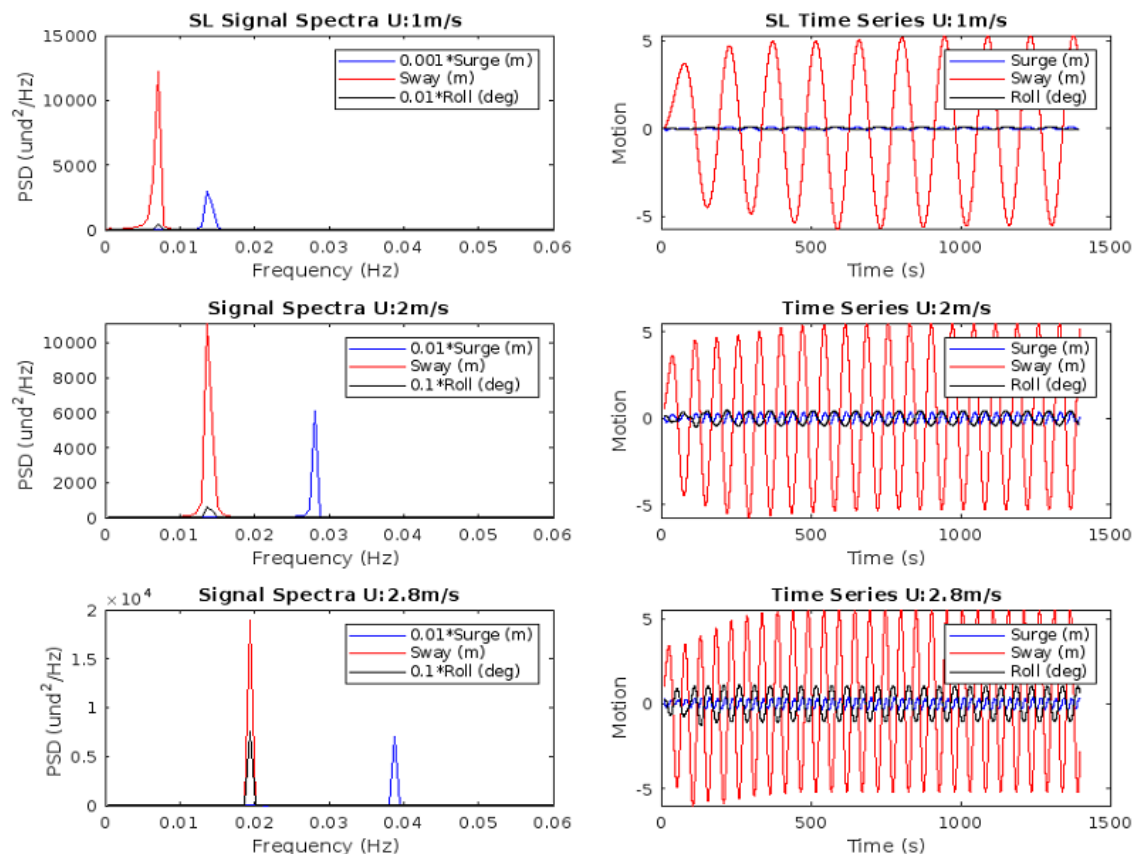 SL Signal Spectra U:1m/s
15000
10000
5000
0
PSD (und²/Hz)
0.001*Surge (m)
Sway (m)
0.01*Roll (deg)
0 0.01 0.02 0.03 0.04 0.05 0.06
Frequency (Hz)
SL Time Series U:1m/s
5
0
-5
Motion
Surge (m)
Sway (m)
Roll (deg)
0 500 1000 1500
Time (s)
Signal Spectra U:2m/s
10000
8000
6000
4000
2000
0
PSD (und²/Hz)
0.01*Surge (m)
Sway (m)
0.1*Roll (deg)
0 0.01 0.02 0.03 0.04 0.05 0.06
Frequency (Hz)
Time Series U:2m/s
5
0
-5
Motion
Surge (m)
Sway (m)
Roll (deg)
0 500 1000 1500
Time (s)
Signal Spectra U:2.8m/s
2 × 10⁴
1.5
1
0.5
0
PSD (und²/Hz)
0.01*Surge (m)
Sway (m)
0.1*Roll (deg)
0 0.01 0.02 0.03 0.04 0.05 0.06
Frequency (Hz)
Time Series U:2.8m/s
5
0
-5
Motion
Surge (m)
Sway (m)
Roll (deg)
0 500 1000 1500
Time (s)